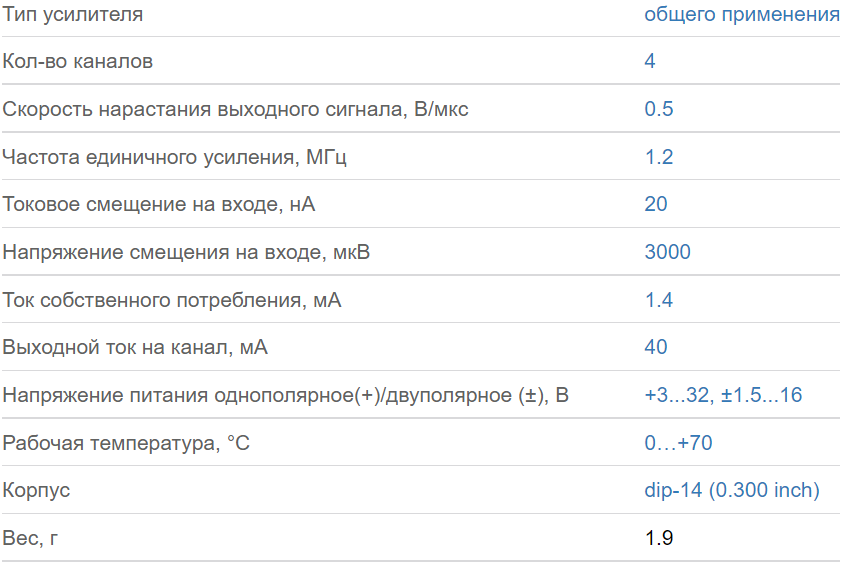 Тип усилителя общего применения
Кол-во каналов 4
Скорость нарастания выходного сигнала, В/мкс 0.5
Частота единичного усиления, МГц 1.2
Токовое смещение на входе, нА 20
Напряжение смещения на входе, мкВ 3000
Ток собственного потребления, мА 1.4
Выходной ток на канал, мА 40
Напряжение питания однополярное(+)/двуполярное (±), В +3...32, ±1.5...16
Рабочая температура, °C 0…+70
Корпус dip-14 (0.300 inch)
Вес, г 1.9